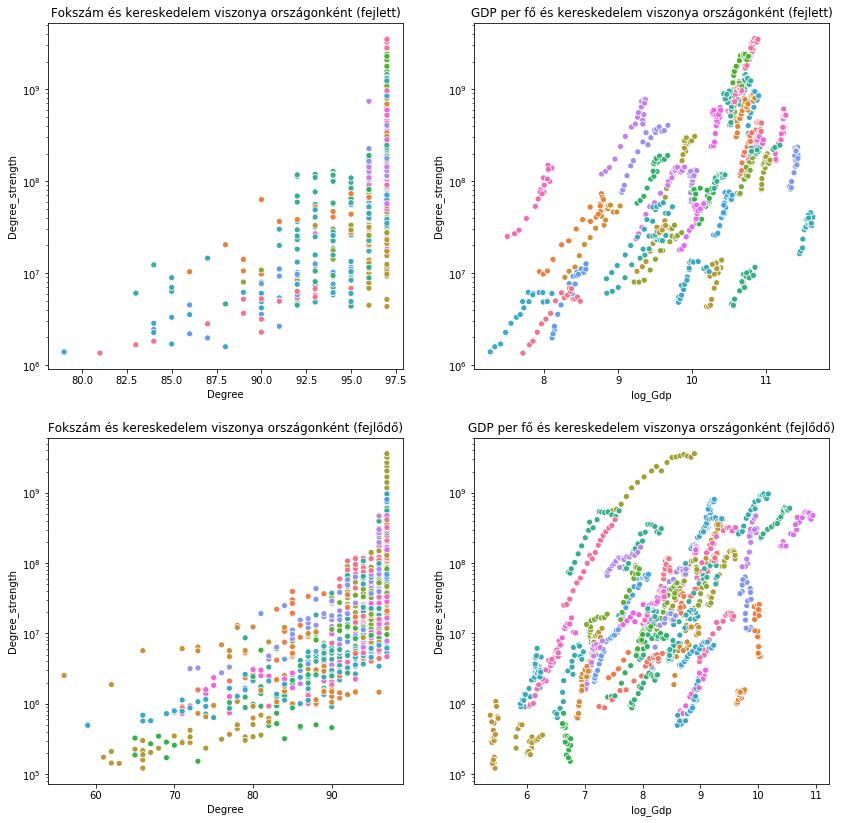 Fokszám és kereskedelem viszonya országonként (fejlett)
Degree_strength
10⁹
10⁸
10⁷
10⁶
80.0 82.5 85.0 87.5 90.0 92.5 95.0 97.5
Degree
GDP per fő és kereskedelem viszonya országonként (fejlett)
Degree_strength
10⁹
10⁸
10⁷
10⁶
8 9 10 11
log_Gdp
Fokszám és kereskedelem viszonya országonként (fejlődő)
Degree_strength
10⁹
10⁸
10⁷
10⁶
10⁵
60 70 80 90
Degree
GDP per fő és kereskedelem viszonya országonként (fejlődő)
Degree_strength
10⁹
10⁸
10⁷
10⁶
10⁵
6 7 8 9 10 11
log_Gdp